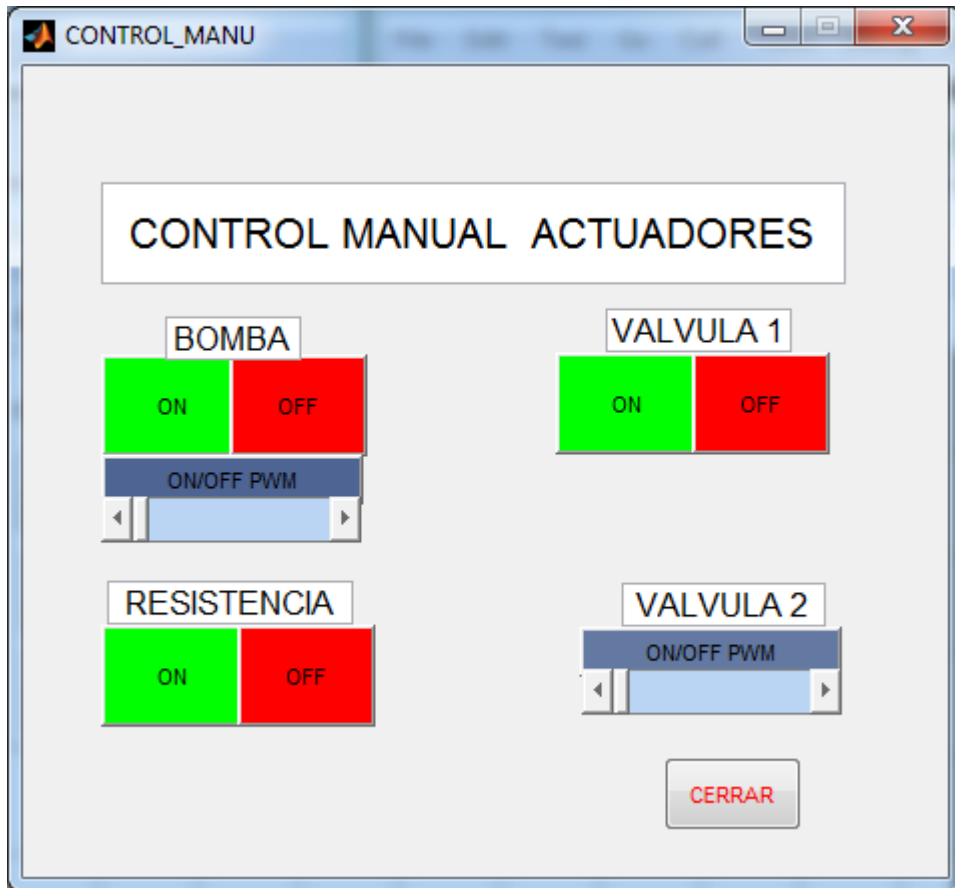 CONTROL_MANU
CONTROL MANUAL ACTUADORES
BOMBA
ON OFF
ON/OFF PWM
VALVULA 1
ON OFF
RESISTENCIA
ON OFF
VALVULA 2
ON/OFF PWM
CERRAR